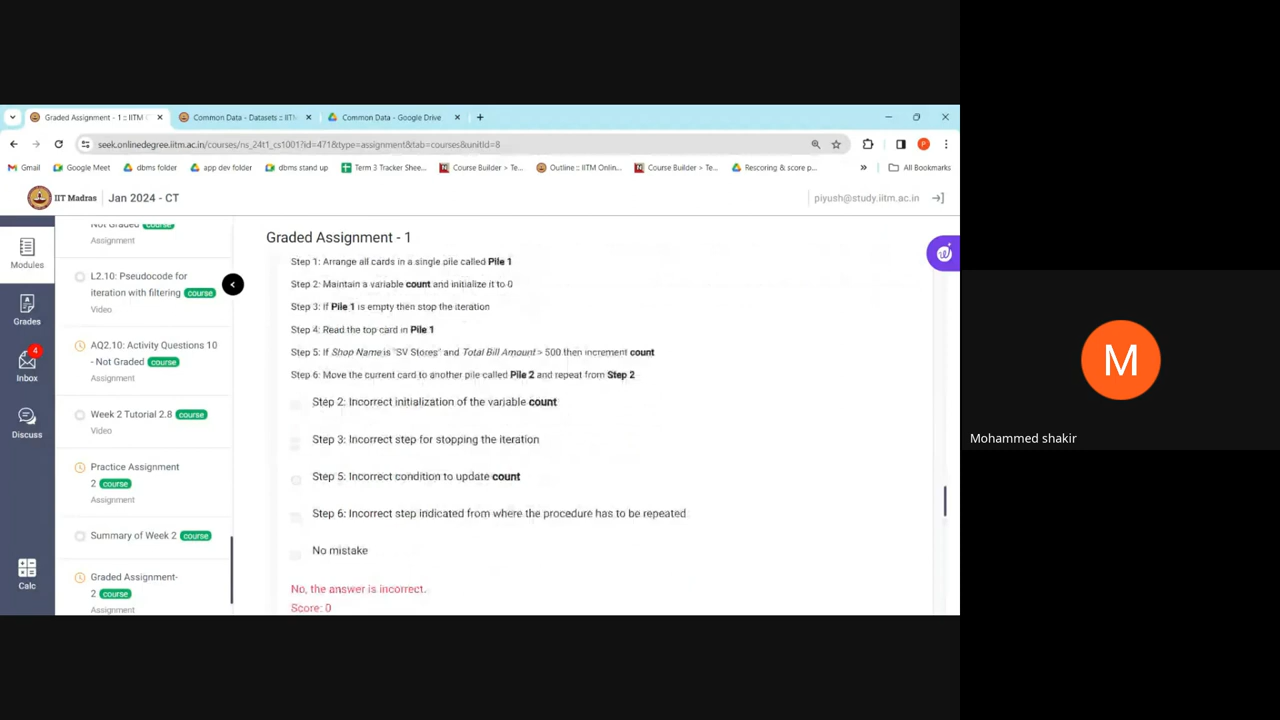 Graded Assignment - 1 :: IITM C
Common Data - Datasets :: IITM
Common Data - Google Drive
seek.onlinedegree.iitm.ac.in/courses/ns_24t1_cs1001?id=471&type=assignment&tab=courses&unitId=8
Gmail
Google Meet
dbms folder
app dev folder
dbms stand up
Term 3 Tracker Shee...
Course Builder > Te...
Outline :: IITM Onlin...
Course Builder > Te...
Rescoring & score p...
»
All Bookmarks
IIT Madras
Jan 2024 - CT
piyush@study.iitm.ac.in
Modules
Grades
4
Inbox
Discuss
Calc
Not Graded course
Assignment
L2.10: Pseudocode for
iteration with filtering course
Video
AQ2.10: Activity Questions 10
- Not Graded course
Assignment
Week 2 Tutorial 2.8 course
Video
Practice Assignment
2 course
Assignment
Summary of Week 2 course
Graded Assignment-
2 course
Assignment
Graded Assignment - 1
Step 1: Arrange all cards in a single pile called Pile 1
Step 2: Maintain a variable count and initialize it to 0
Step 3: If Pile 1 is empty then stop the iteration
Step 4: Read the top card in Pile 1
Step 5: If Shop Name is "SV Stores" and Total Bill Amount > 500 then increment count
Step 6: Move the current card to another pile called Pile 2 and repeat from Step 2
Step 2: Incorrect initialization of the variable count
Step 3: Incorrect step for stopping the iteration
Step 5: Incorrect condition to update count
Step 6: Incorrect step indicated from where the procedure has to be repeated
No mistake
No, the answer is incorrect.
Score: 0
P
M
Mohammed shakir